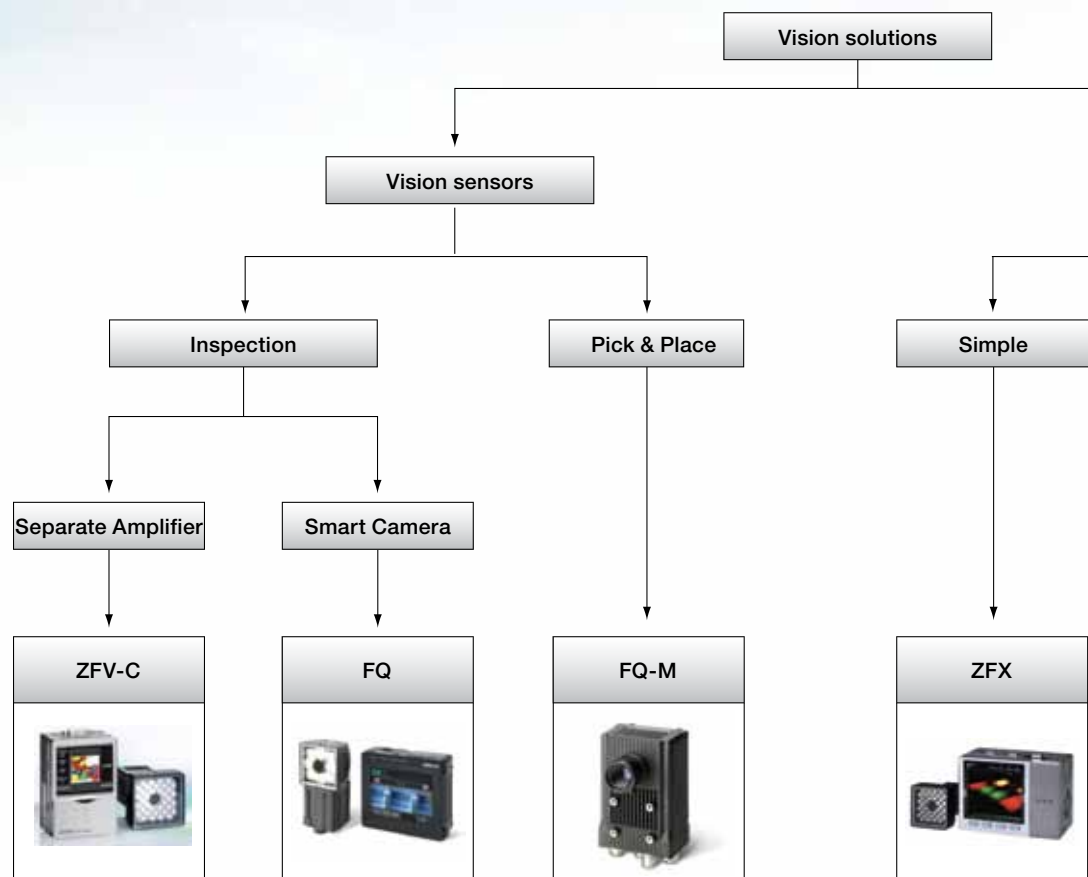 Vision solutions
Vision sensors
Inspection
Pick & Place
Simple
Separate Amplifier
Smart Camera
ZFV-C
FQ
FQ-M
ZFX